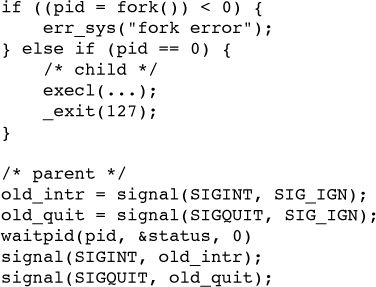 if ((pid = fork()) < 0) {
    err_sys("fork error");
} else if (pid == 0) {
    /* child */
    execl(...);
    _exit(127);
}

/* parent */
old_intr = signal(SIGINT, SIG_IGN);
old_quit = signal(SIGQUIT, SIG_IGN);
waitpid(pid, &status, 0)
signal(SIGINT, old_intr);
signal(SIGQUIT, old_quit);